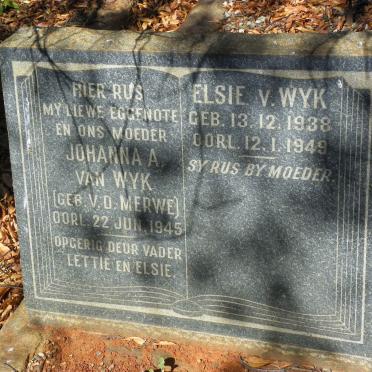 HIER RUS
MY LIEWE EGGENOTE
EN ONS MOEDER
JOHANNA A.
VAN WYK
(GEB. V.D. MERWE)
OORL. 22 JUN. 1945
OPGERIG DEUR VADER
LETTIE EN ELSIE.
ELSIE V. WYK
GEB. 13. 12. 1938
OORL. 12. 1. 1949
SY RUS BY MOEDER.